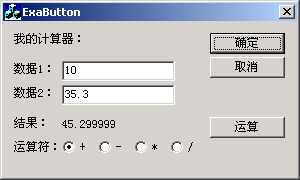 ExaButton
我的计算器：
确定
数据1： 10
取消
数据2： 35.3
结果： 45.299999
运算
运算符： + - * /